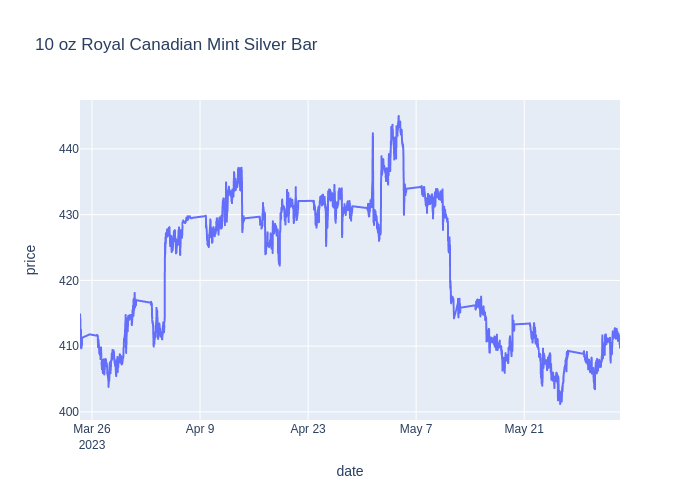 10 oz Royal Canadian Mint Silver Bar
price
440
430
420
410
400
Mar 26
2023
Apr 9
Apr 23
May 7
May 21
date